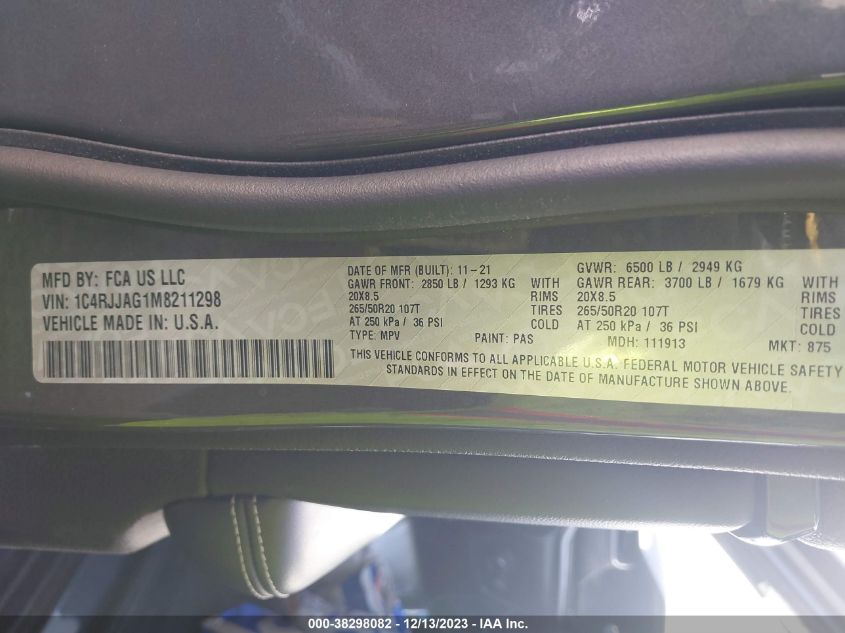 MFD BY: FCA US LLC
VIN: 1C4RJJAG1M8211298
VEHICLE MADE IN: U.S.A.
DATE OF MFR (BUILT): 11-21
GVWR: 6500 LB / 2949 KG
GAWR FRONT: 2850 LB / 1293 KG WITH
20X8.5 RIMS
265/50R20 107T TIRES
AT 250 kPa / 36 PSI COLD
GAWR REAR: 3700 LB / 1679 KG WITH
20X8.5 RIMS
265/50R20 107T TIRES
AT 250 kPa / 36 PSI COLD
TYPE: MPV PAINT: PAS MDH: 111913 MKT: 875
THIS VEHICLE CONFORMS TO ALL APPLICABLE U.S.A. FEDERAL MOTOR VEHICLE SAFETY
STANDARDS IN EFFECT ON THE DATE OF MANUFACTURE SHOWN ABOVE.
000-38298082 - 12/13/2023 - IAA Inc.